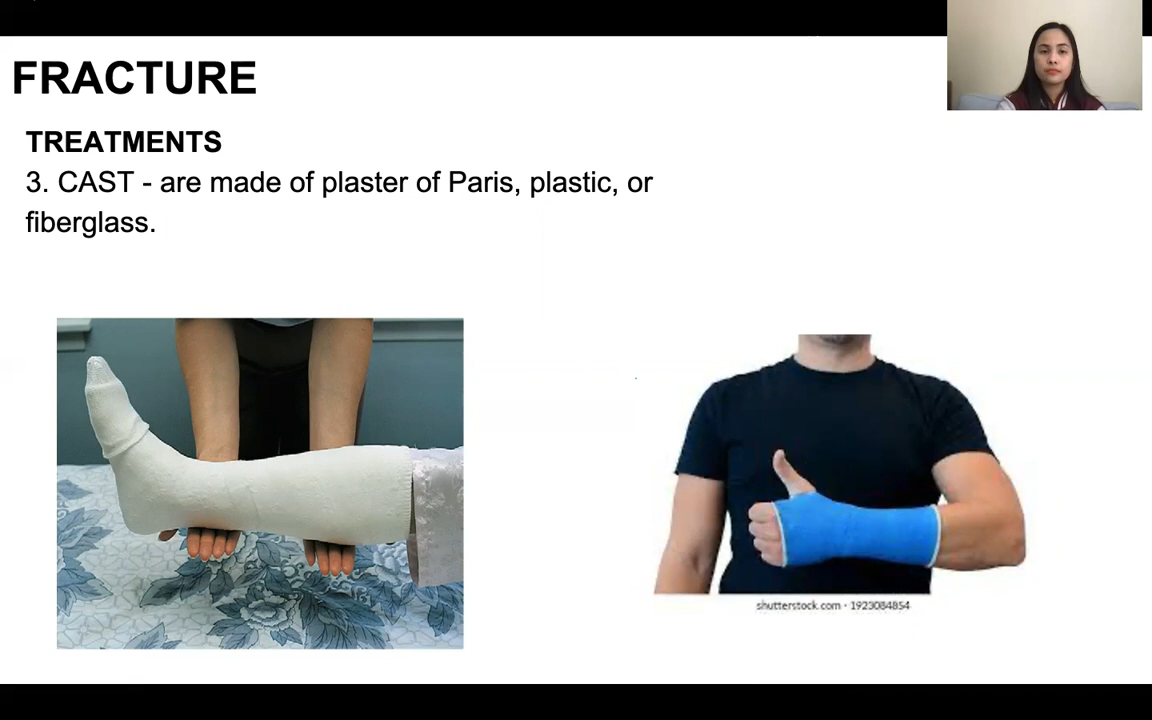 FRACTURE
TREATMENTS
3. CAST - are made of plaster of Paris, plastic, or
fiberglass.
shutterstock.com · 1923084854